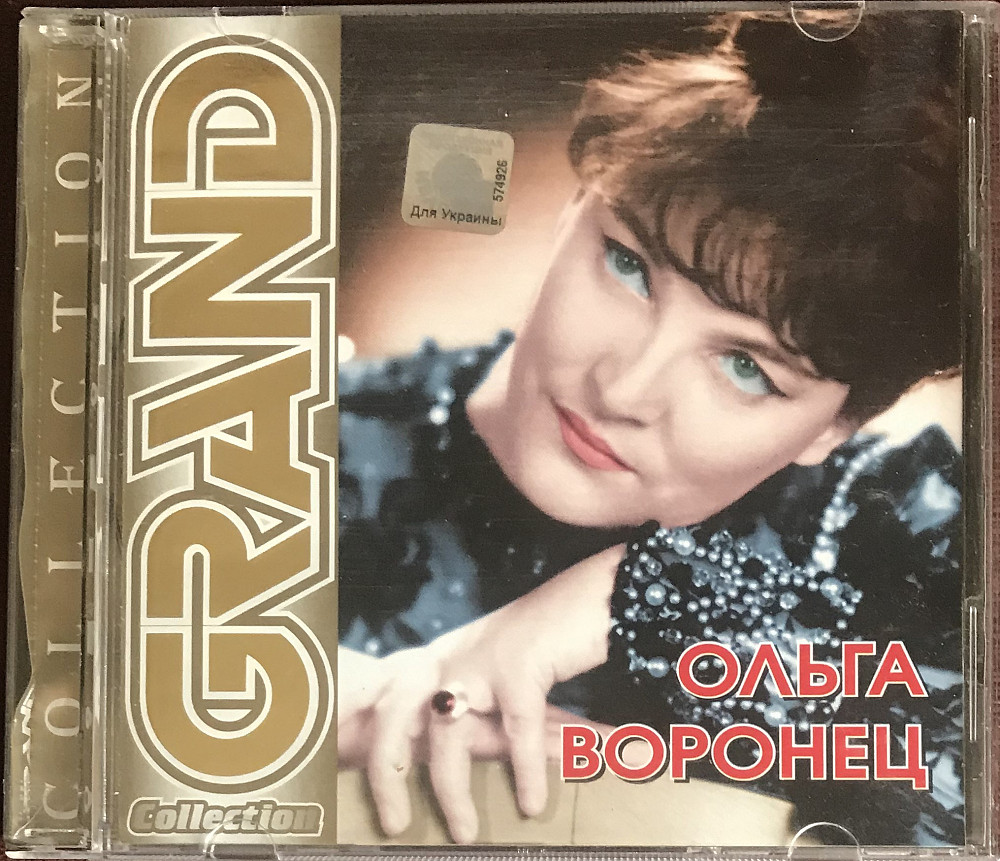 COLLECTION
GRAND
Collection
574926
Для Украины
ОЛЬГА
ВОРОНЕЦ